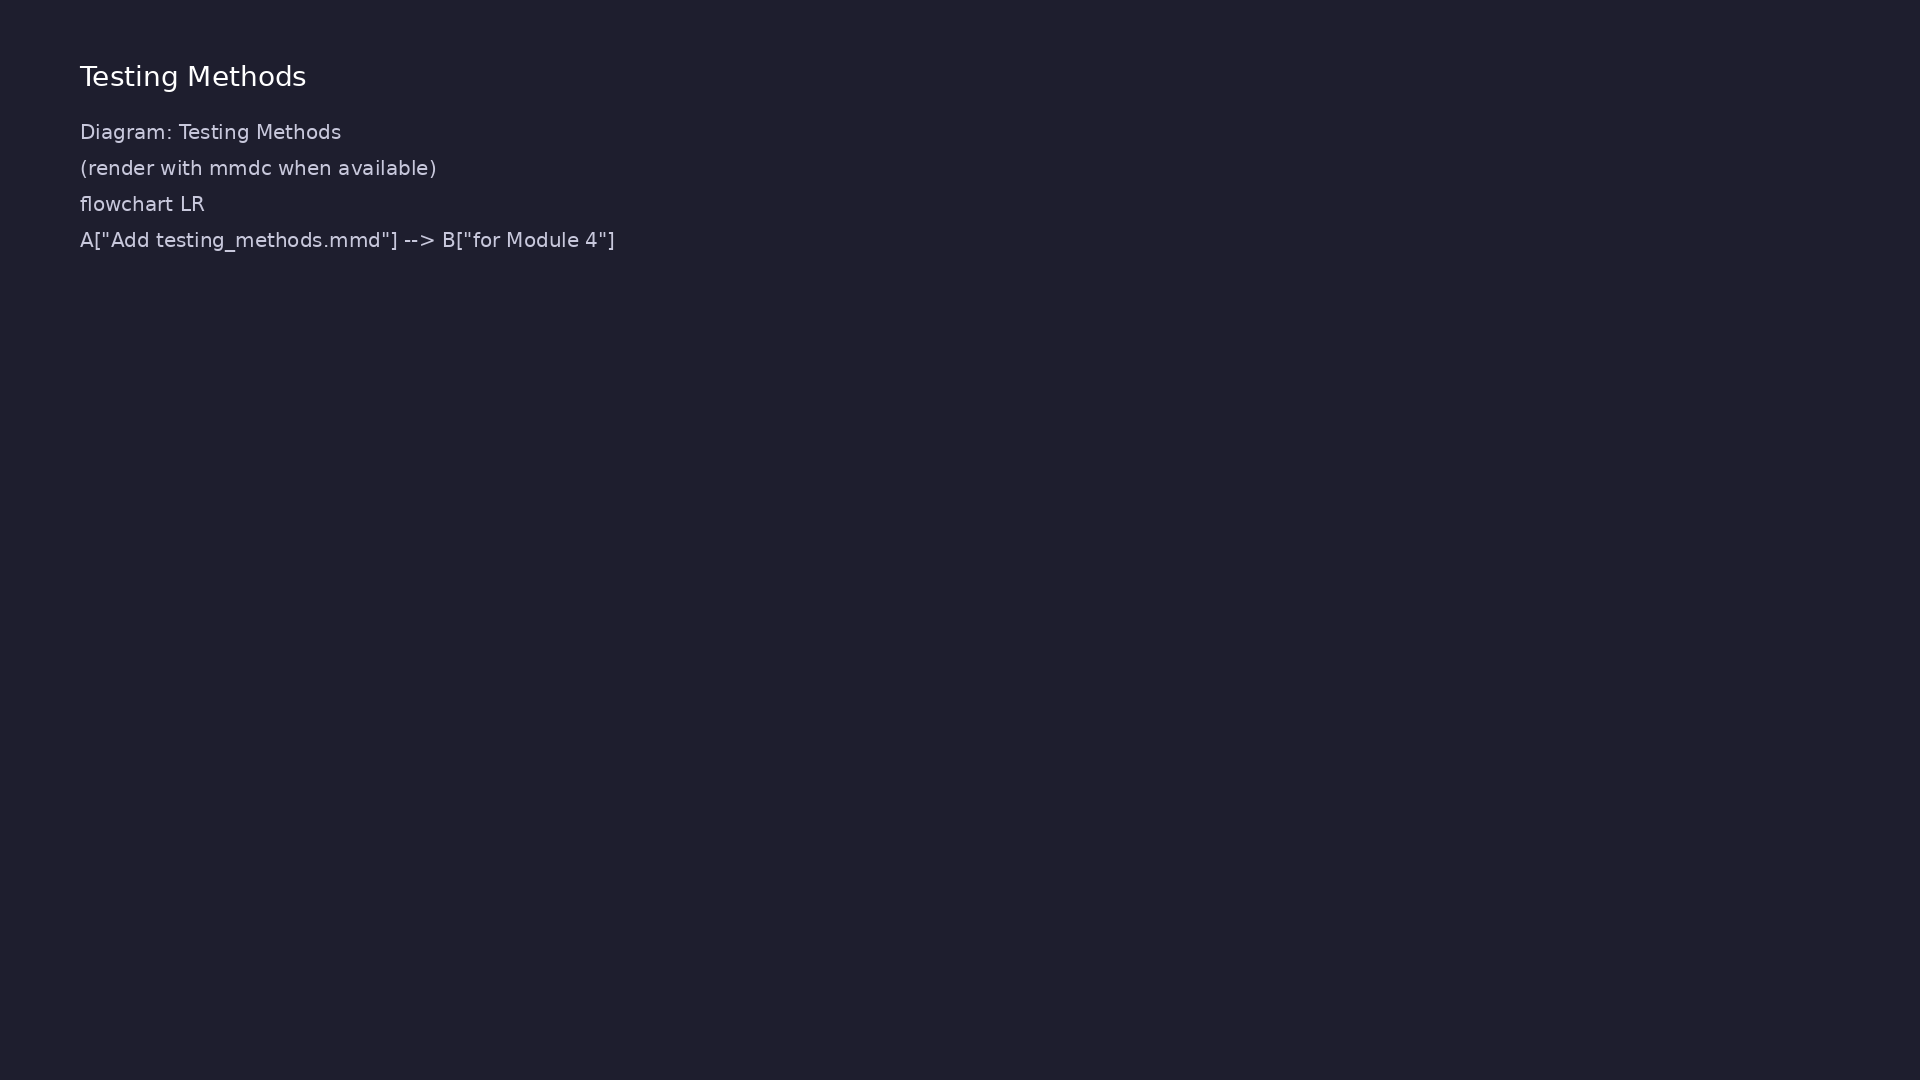 Testing Methods
Diagram: Testing Methods
(render with mmdc when available)
flowchart LR
A["Add testing_methods.mmd"] --> B["for Module 4"]